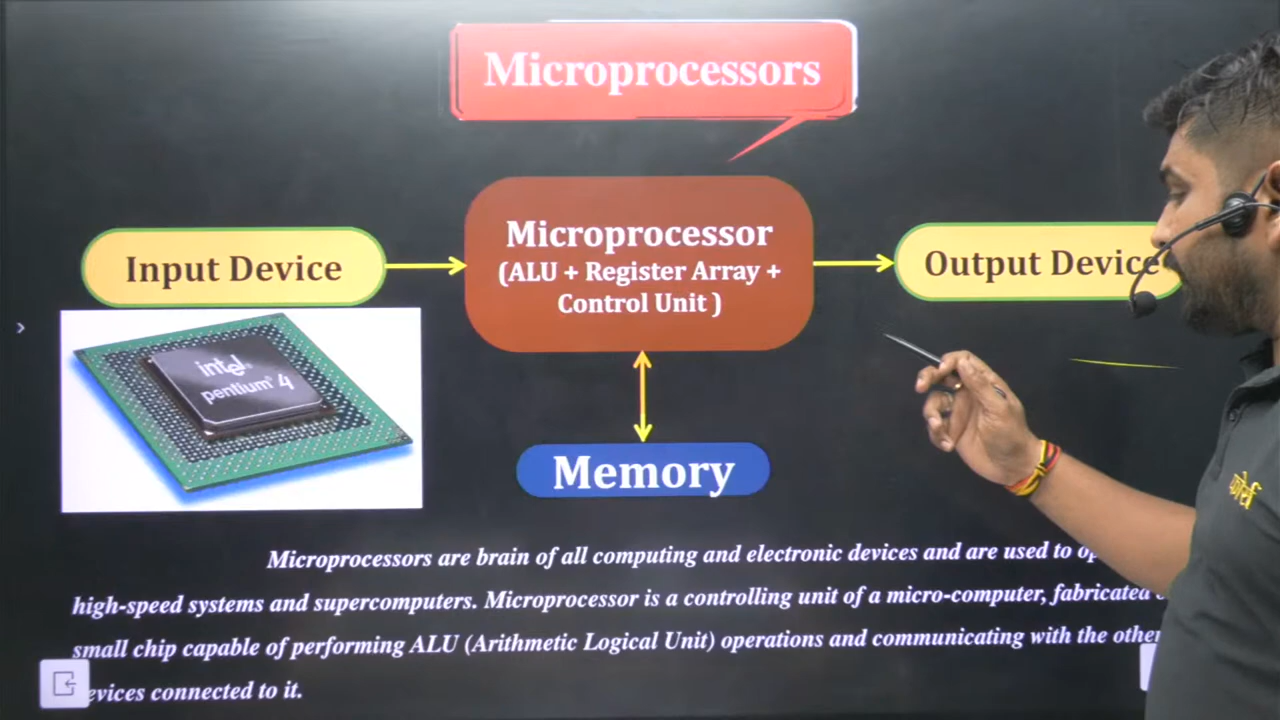 Microprocessors
Input Device
Microprocessor
(ALU + Register Array +
Control Unit )
Output Device
intel
pentium 4
Memory
Microprocessors are brain of all computing and electronic devices and are used to
high-speed systems and supercomputers. Microprocessor is a controlling unit of a micro-computer, fabricated
small chip capable of performing ALU (Arithmetic Logical Unit) operations and communicating with the other
evices connected to it.